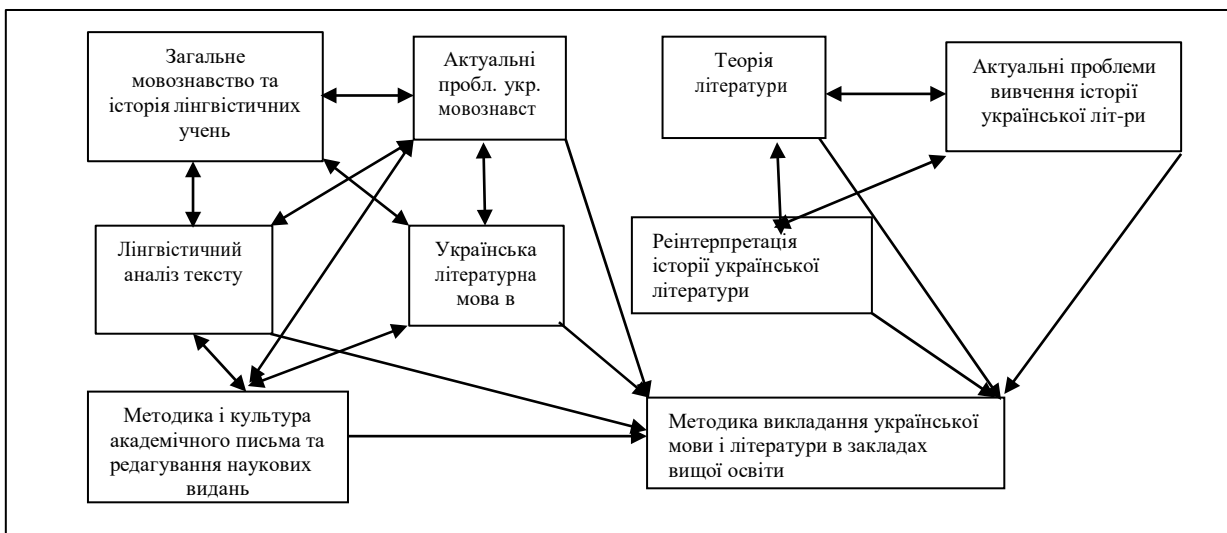 Загальне
мовознавство та
історія лінгвістичних
учень
Актуальні
пробл. укр.
мовознавст
Теорія
літератури
Актуальні проблеми
вивчення історії
української літ-ри
Лінгвістичний
аналіз тексту
Українська
літературна
мова в
Реінтерпретація
історії української
літератури
Методика і культура
академічного письма та
редагування наукових
видань
Методика викладання української
мови і літератури в закладах
вищої освіти